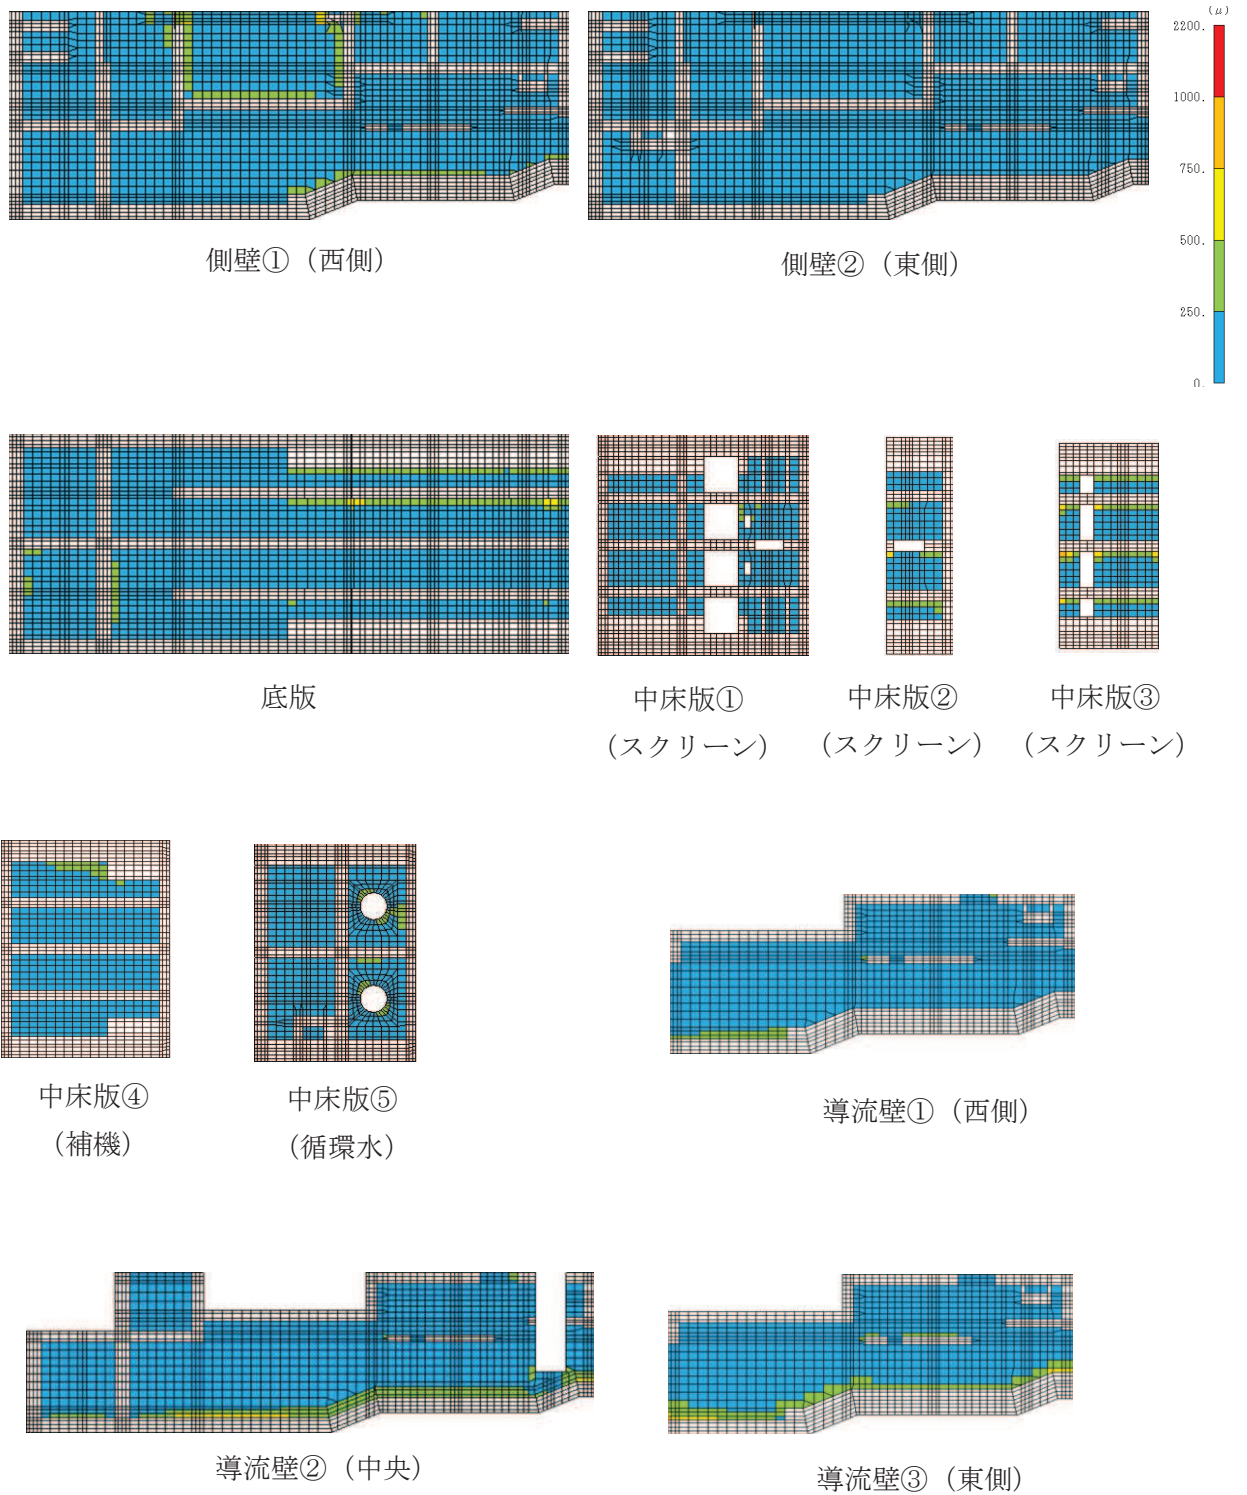 (μ)
2200.
1000.
750.
500.
250.
0.
側壁①（西側）
側壁②（東側）
底版
中床版①
（スクリーン）
中床版②
（スクリーン）
中床版③
（スクリーン）
中床版④
（補機）
中床版⑤
（循環水）
導流壁①（西側）
導流壁②（中央）
導流壁③（東側）